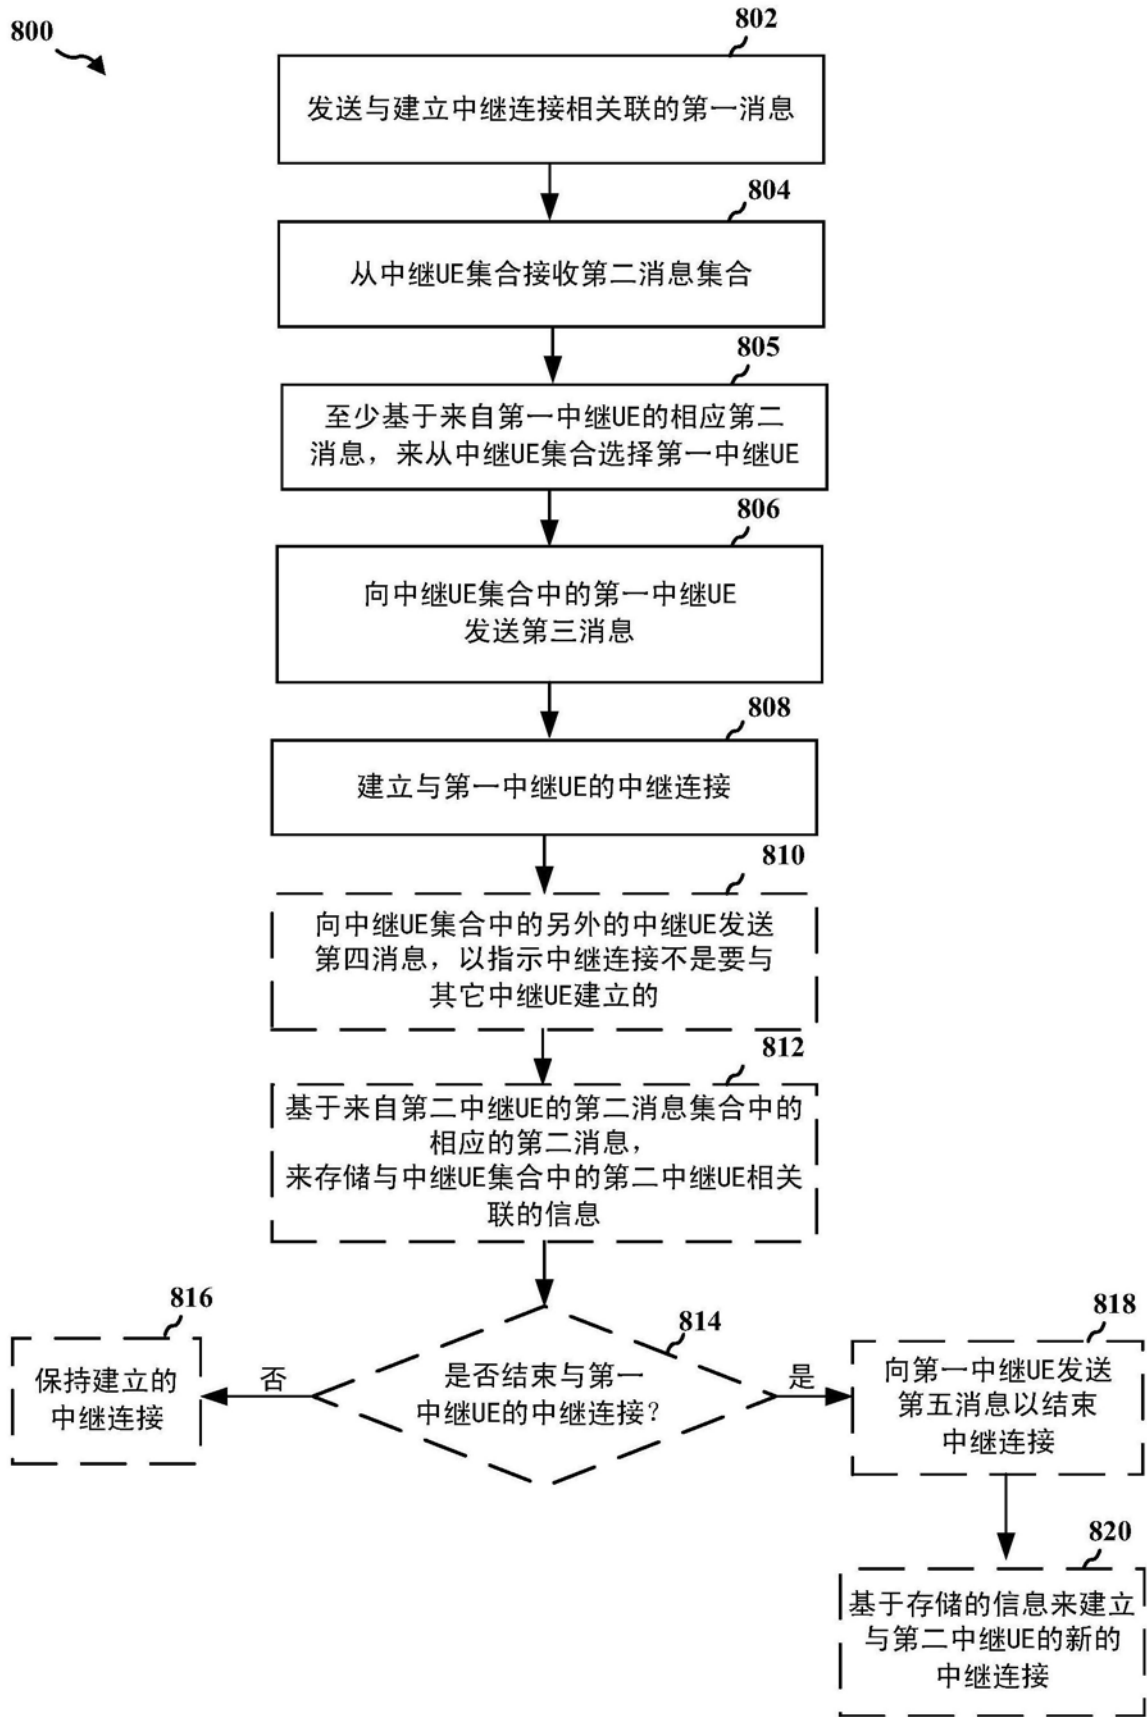 800
802
发送与建立中继连接相关联的第一消息
804
从中继UE集合接收第二消息集合
805
至少基于来自第一中继UE的相应第二
消息，来从中继UE集合选择第一中继UE
806
向中继UE集合中的第一中继UE
发送第三消息
808
建立与第一中继UE的中继连接
810
向中继UE集合中的另外的中继UE发送
第四消息，以指示中继连接不是要与
其它中继UE建立的
812
基于来自第二中继UE的第二消息集合中的
相应的第二消息，
来存储与中继UE集合中的第二中继UE相关
联的信息
814
是否结束与第一
中继UE的中继连接？
否
816
保持建立的
中继连接
是
818
向第一中继UE发送
第五消息以结束
中继连接
820
基于存储的信息来建立
与第二中继UE的新的
中继连接